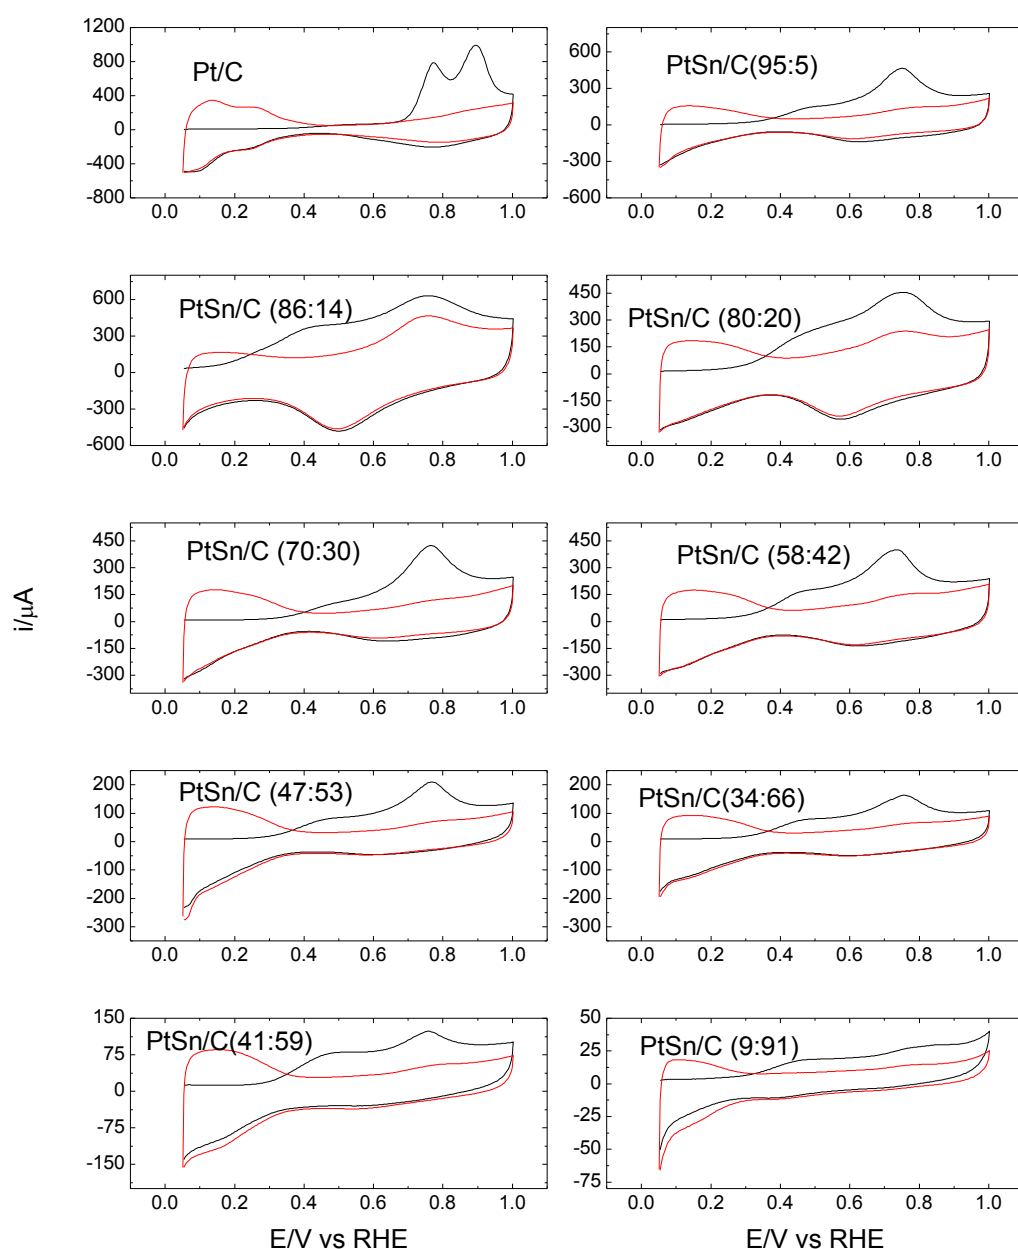 1200
800
400
0
-400
-800
Pt/C
0.0 0.2 0.4 0.6 0.8 1.0
600
300
0
-300
-600
PtSn/C(95:5)
0.0 0.2 0.4 0.6 0.8 1.0
600
300
0
-300
-600
PtSn/C (86:14)
0.0 0.2 0.4 0.6 0.8 1.0
450
300
150
0
-150
-300
PtSn/C (80:20)
0.0 0.2 0.4 0.6 0.8 1.0
i/μA
450
300
150
0
-150
-300
PtSn/C (70:30)
0.0 0.2 0.4 0.6 0.8 1.0
450
300
150
0
-150
-300
PtSn/C (58:42)
0.0 0.2 0.4 0.6 0.8 1.0
200
100
0
-100
-200
-300
PtSn/C (47:53)
0.0 0.2 0.4 0.6 0.8 1.0
200
100
0
-100
-200
-300
PtSn/C(34:66)
0.0 0.2 0.4 0.6 0.8 1.0
150
75
0
-75
-150
PtSn/C(41:59)
0.0 0.2 0.4 0.6 0.8 1.0
E/V vs RHE
50
25
0
-25
-50
-75
PtSn/C (9:91)
0.0 0.2 0.4 0.6 0.8 1.0
E/V vs RHE